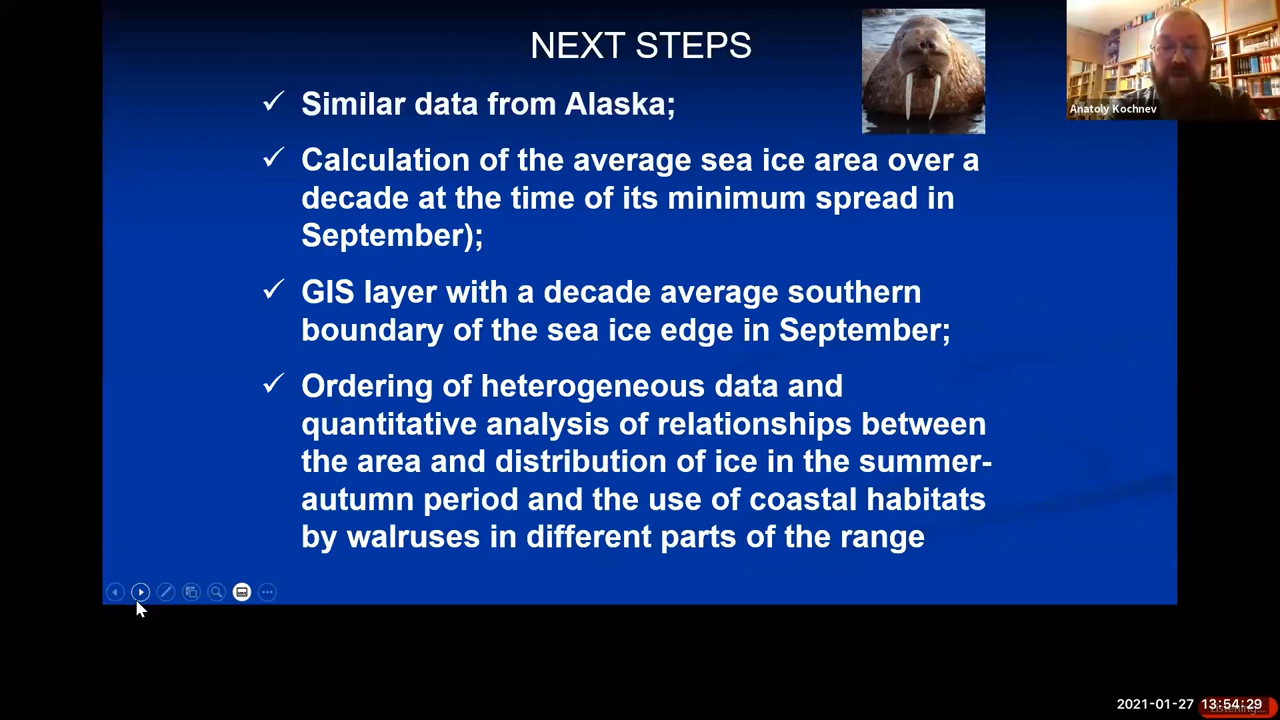 NEXT STEPS
Anatoly Kochnev
✓ Similar data from Alaska;
✓ Calculation of the average sea ice area over a
decade at the time of its minimum spread in
September);
✓ GIS layer with a decade average southern
boundary of the sea ice edge in September;
✓ Ordering of heterogeneous data and
quantitative analysis of relationships between
the area and distribution of ice in the summer-
autumn period and the use of coastal habitats
by walruses in different parts of the range
2021-01-27 13:54:29
Listening...